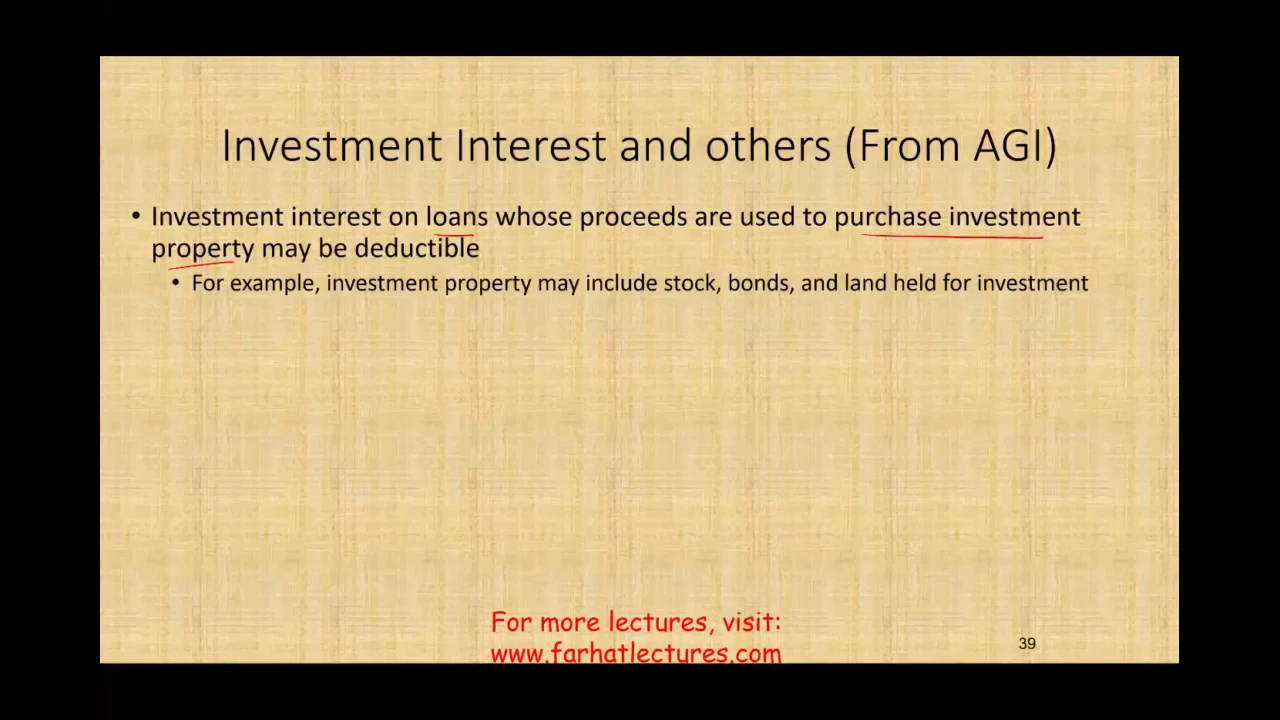 Investment Interest and others (From AGI)
• Investment interest on loans whose proceeds are used to purchase investment
property may be deductible
• For example, investment property may include stock, bonds, and land held for investment
For more lectures, visit:
www.farhatlectures.com
39